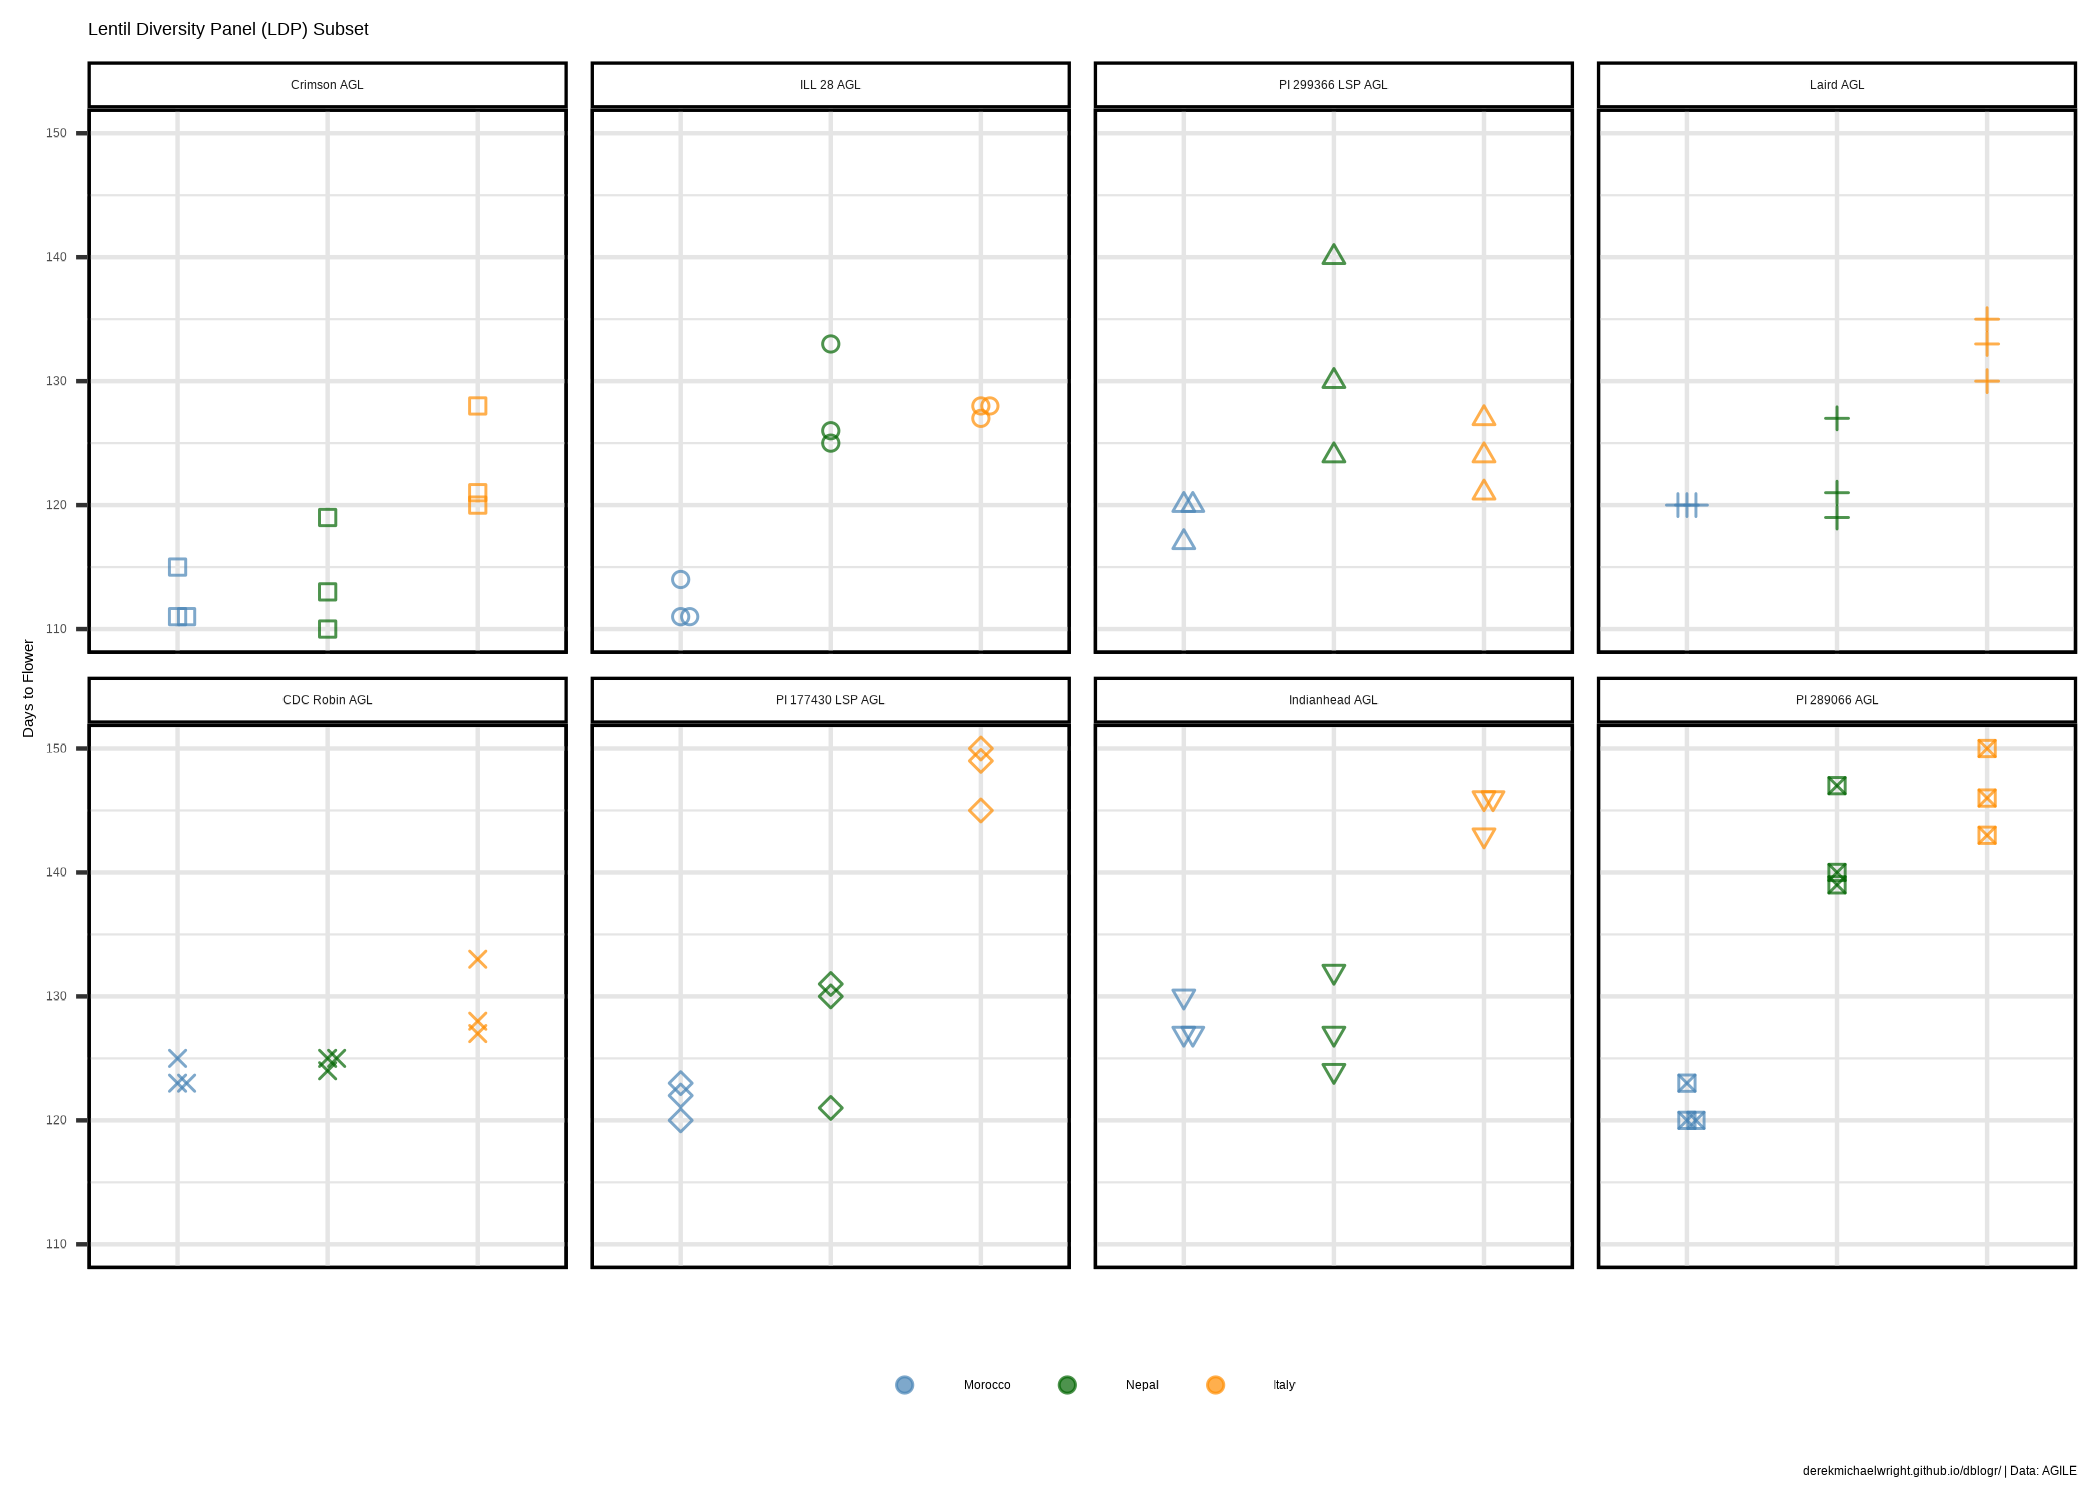 Lentil Diversity Panel (LDP) Subset
Crimson AGL
ILL 28 AGL
PI 299366 LSP AGL
Laird AGL
150
140
130
120
110
Days to Flower
CDC Robin AGL
PI 177430 LSP AGL
Indianhead AGL
PI 289066 AGL
150
140
130
120
110
Morocco
Nepal
Italy
derekmichaelwright.github.io/dblogr/ | Data: AGILE